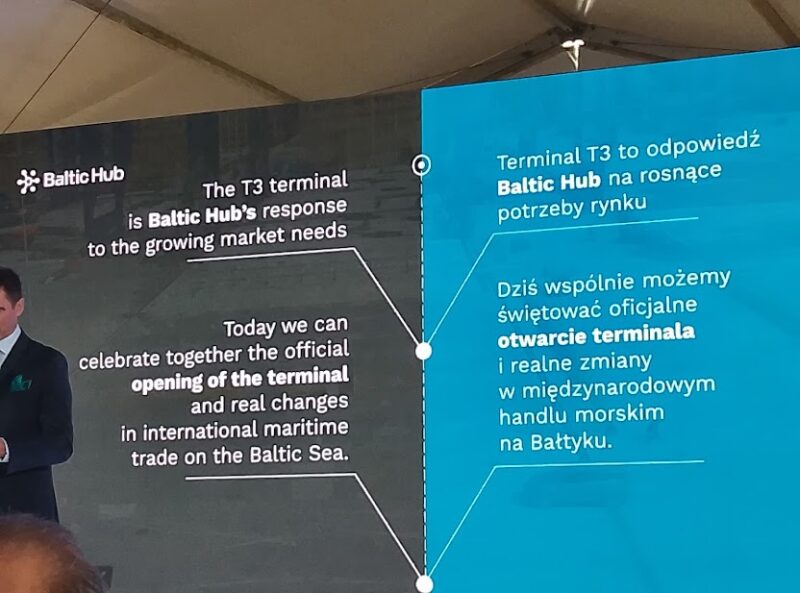 Baltic Hub
The T3 terminal
is Baltic Hub's response
to the growing market needs
Today we can
celebrate together the official
opening of the terminal
and real changes
in international maritime
trade on the Baltic Sea.
Terminal T3 to odpowiedź
Baltic Hub na rosnące
potrzeby rynku
Dziś wspólnie możemy
świętować oficjalne
otwarcie terminala
i realne zmiany
w międzynarodowym
handlu morskim
na Bałtyku.